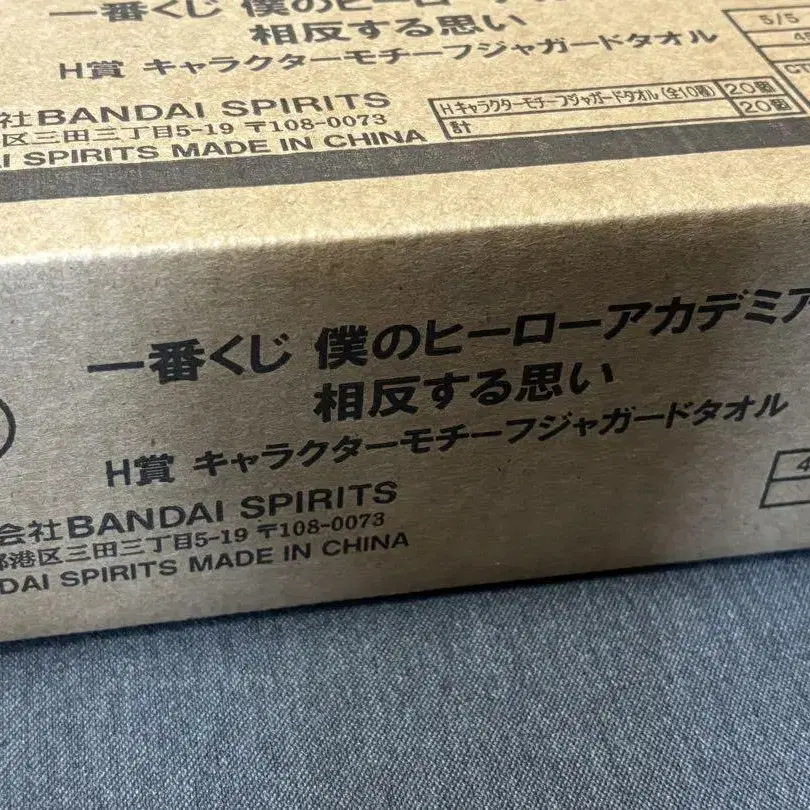 一番くじ 僕のヒーローアカデミ
相反する思い
H賞 キャラクターモチーフジャガードタオル
社BANDAI SPIRITS
区三田三丁目5-19 〒108-0073
AI SPIRITS MADE IN CHINA
Hキャラクターモチーフジャガードタオル(全10種) 20個
計 20個
5/5
一番くじ 僕のヒーローアカデミア
相反する思い
H賞 キャラクターモチーフジャガードタオル
会社BANDAI SPIRITS
港区三田三丁目5-19 〒108-0073
DAI SPIRITS MADE IN CHINA
4